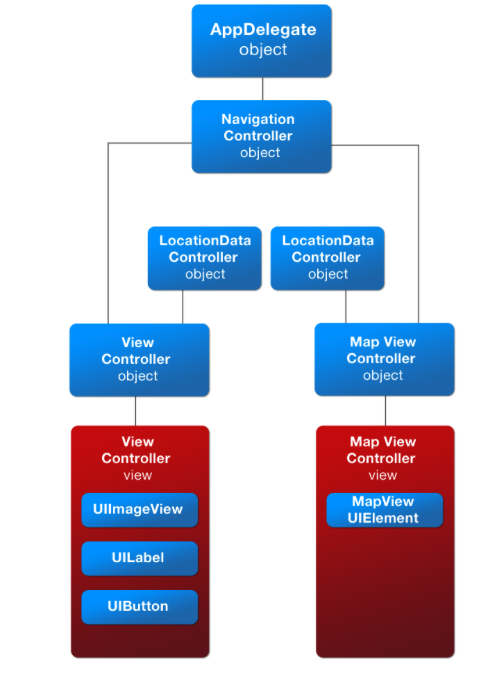 AppDelegate
object
Navigation
Controller
object
LocationData
Controller
object
LocationData
Controller
object
View
Controller
object
Map View
Controller
object
View
Controller
view
UIImageView
UILabel
UIButton
Map View
Controller
view
MapView
UIElement